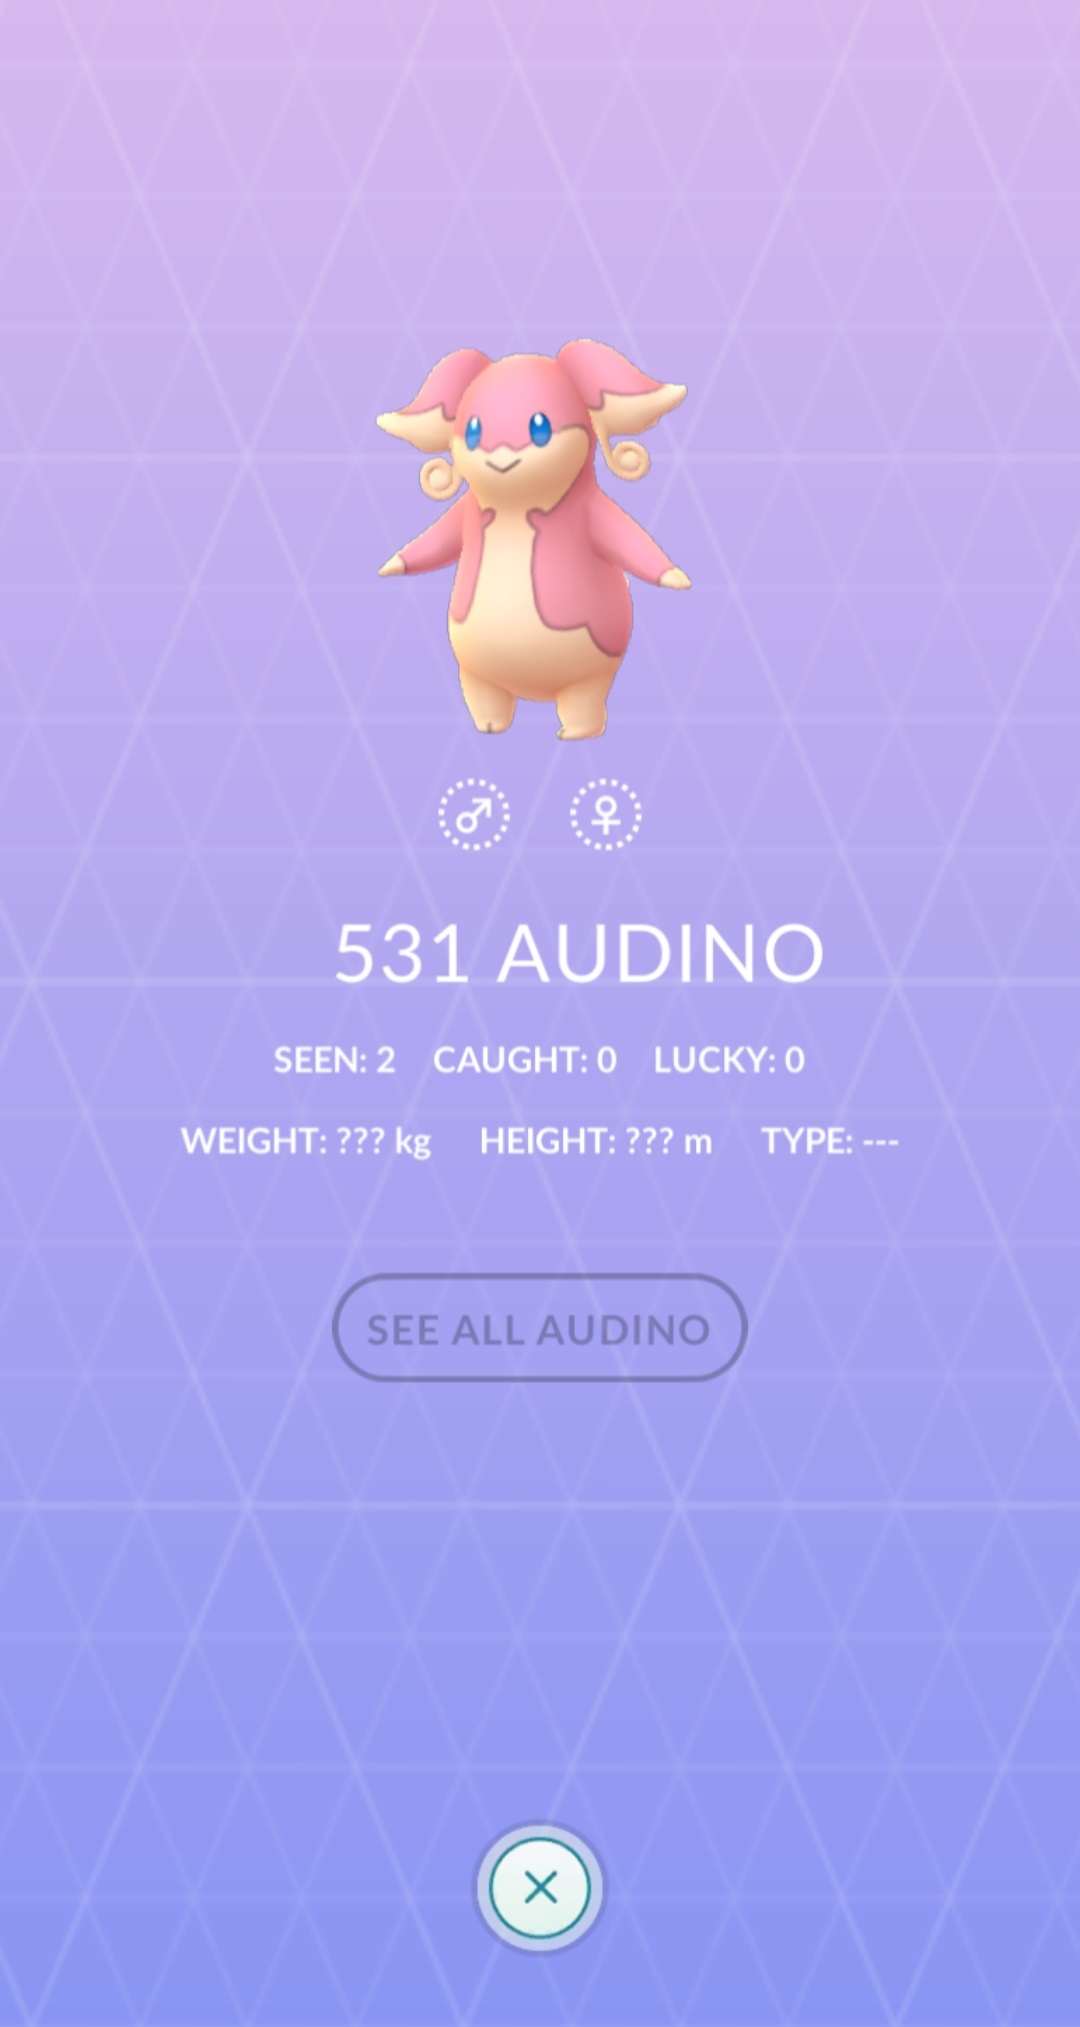 531 AUDINO
SEEN: 2 CAUGHT: 0 LUCKY: 0
WEIGHT: ??? kg HEIGHT: ??? m TYPE: ---
SEE ALL AUDINO